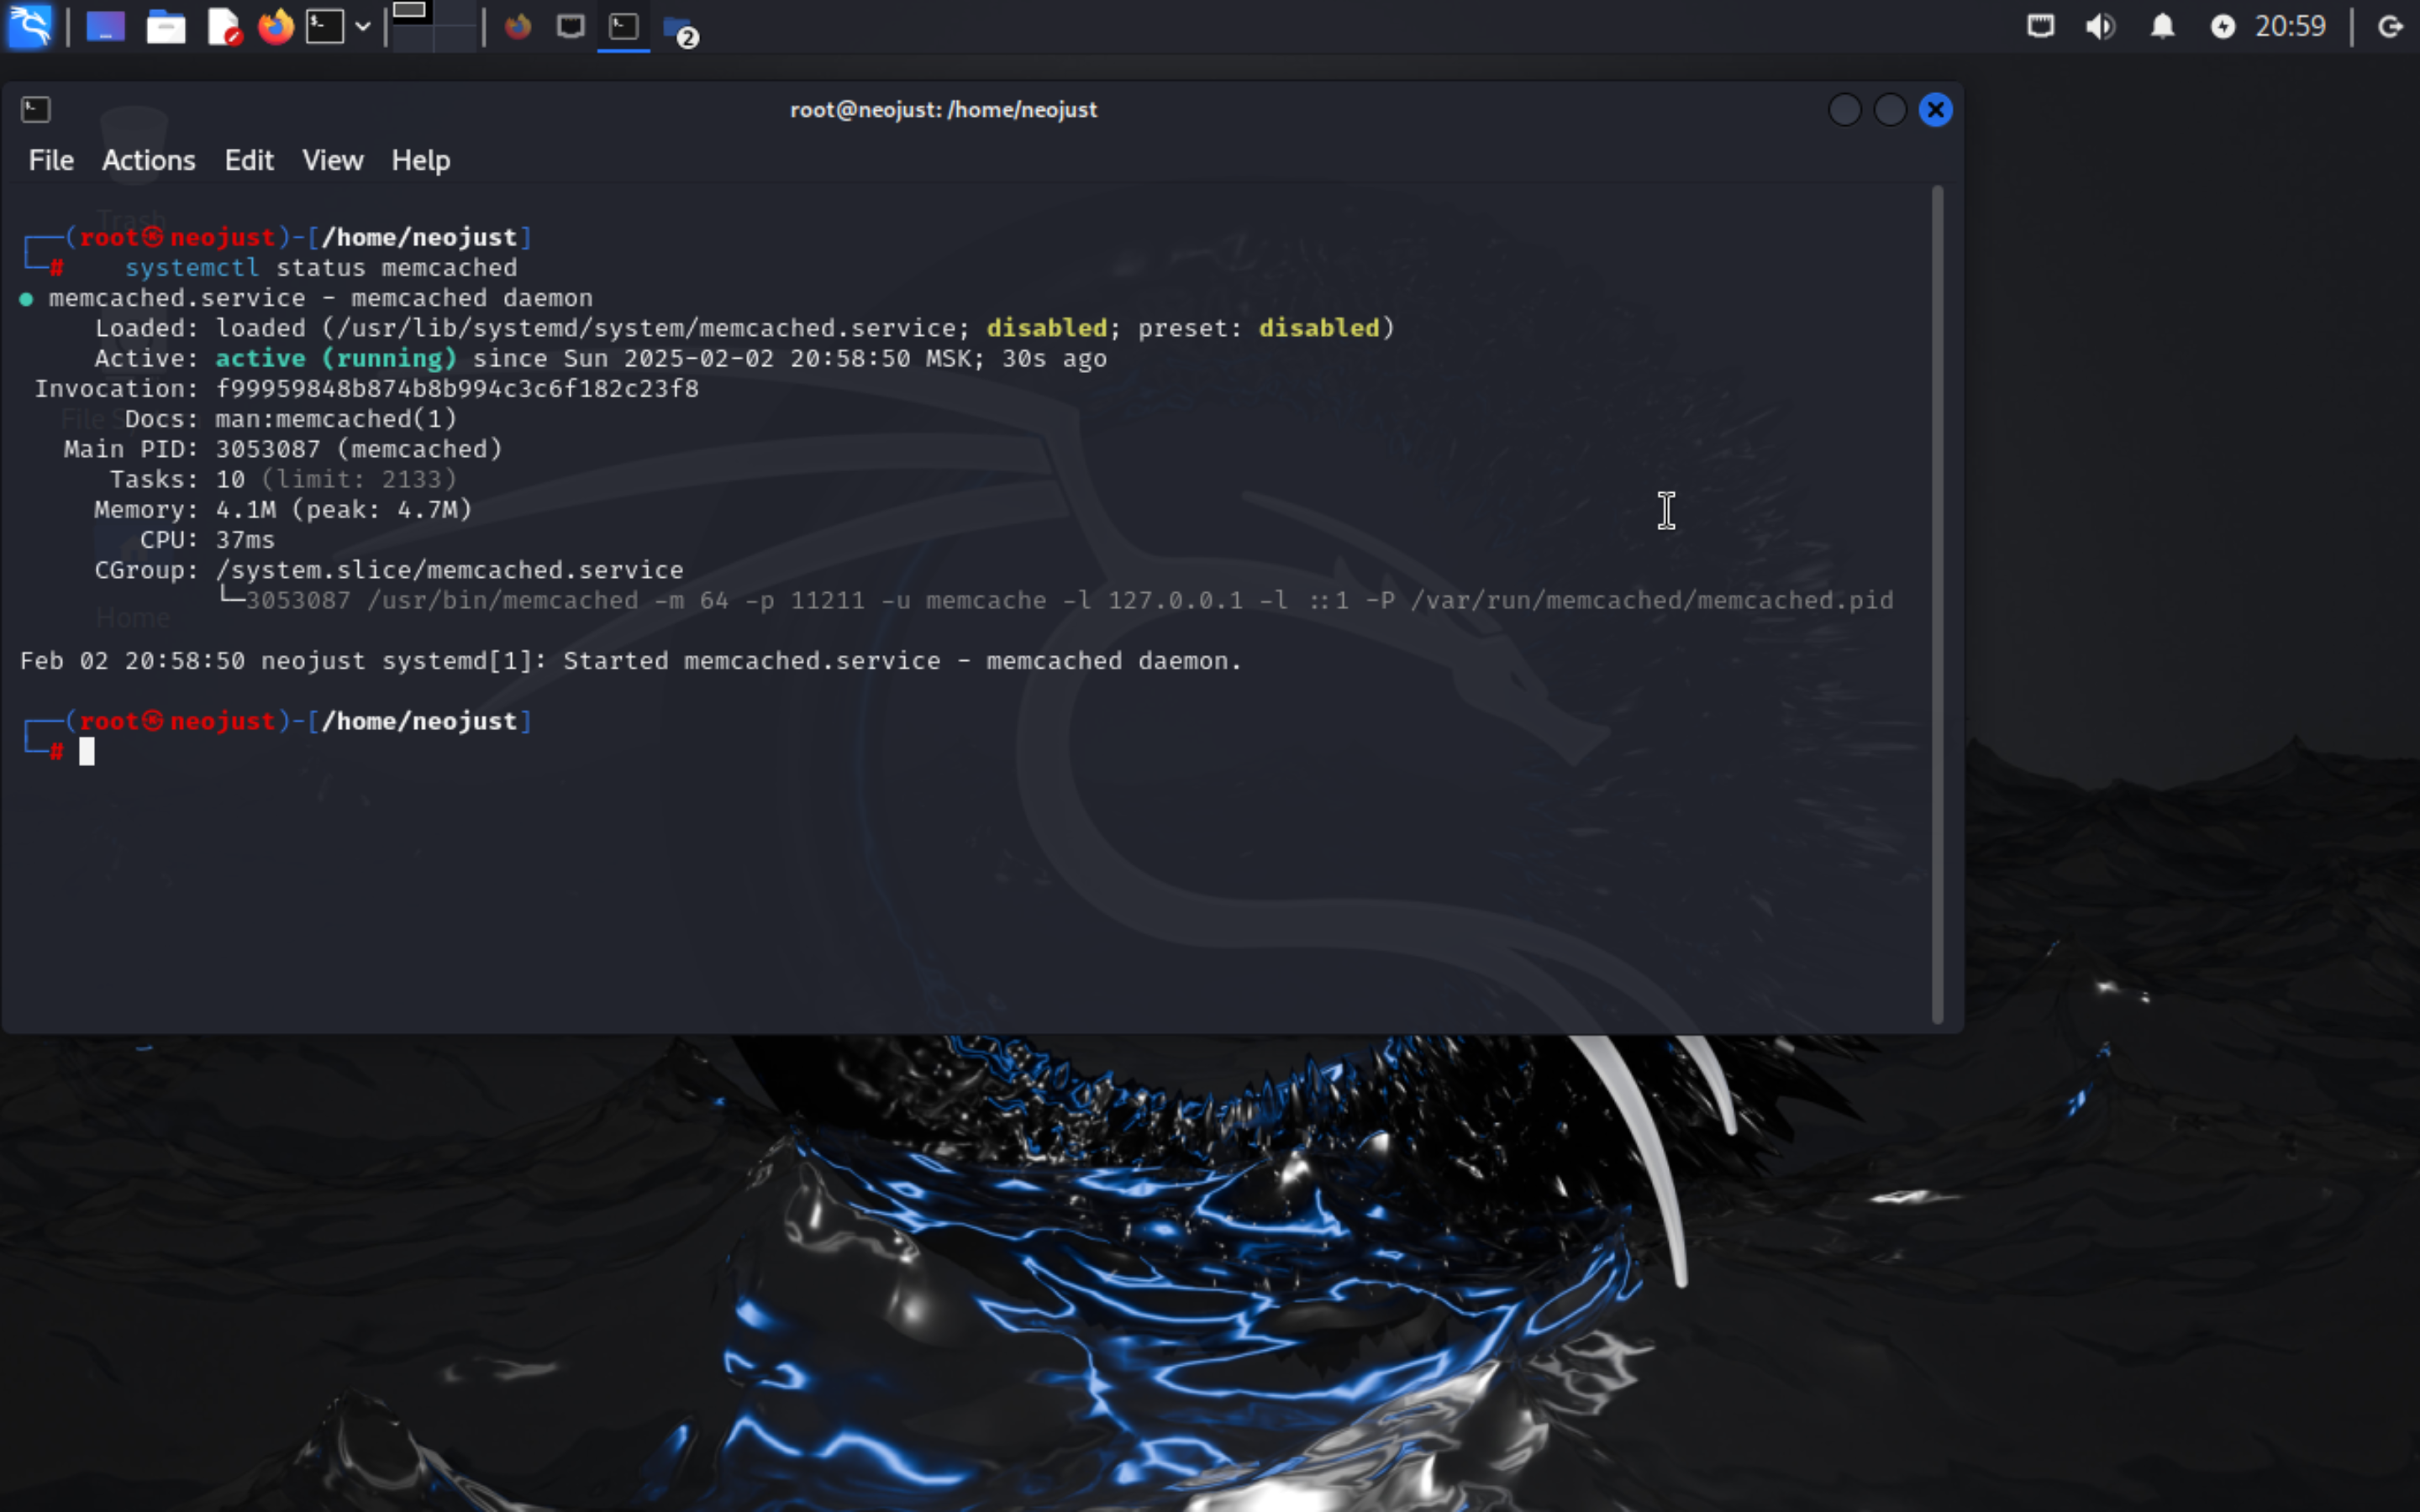 20:59
2
root@neojust: /home/neojust
File Actions Edit View Help
Trash
┌──(root㉿neojust)-[/home/neojust]
└─# systemctl status memcached
● memcached.service - memcached daemon
Loaded: loaded (/usr/lib/systemd/system/memcached.service; disabled; preset: disabled)
Active: active (running) since Sun 2025-02-02 20:58:50 MSK; 30s ago
Invocation: f99959848b874b8b994c3c6f182c23f8
Docs: man:memcached(1)
Main PID: 3053087 (memcached)
Tasks: 10 (limit: 2133)
Memory: 4.1M (peak: 4.7M)
CPU: 37ms
CGroup: /system.slice/memcached.service
└─3053087 /usr/bin/memcached -m 64 -p 11211 -u memcache -l 127.0.0.1 -l ::1 -P /var/run/memcached/memcached.pid
Home
Feb 02 20:58:50 neojust systemd[1]: Started memcached.service - memcached daemon.
┌──(root㉿neojust)-[/home/neojust]
└─#